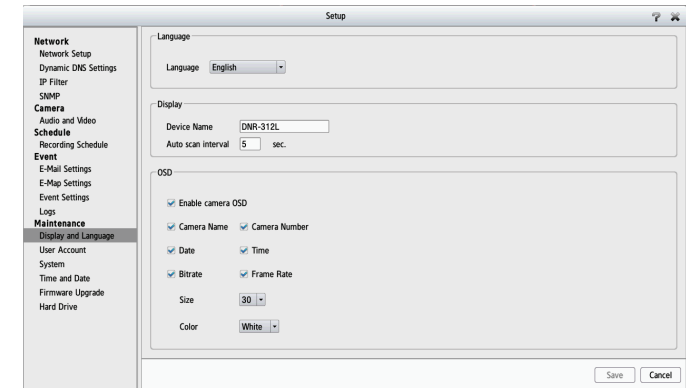 Setup
Network
Network Setup
Dynamic DNS Settings
IP Filter
SNMP
Camera
Audio and Video
Schedule
Recording Schedule
Event
E-Mail Settings
E-Map Settings
Event Settings
Logs
Maintenance
Display and Language
User Account
System
Time and Date
Firmware Upgrade
Hard Drive
Language
Language English
Display
Device Name DNR-312L
Auto scan interval 5 sec.
OSD
Enable camera OSD
Camera Name Camera Number
Date Time
Bitrate Frame Rate
Size 30
Color White
Save Cancel